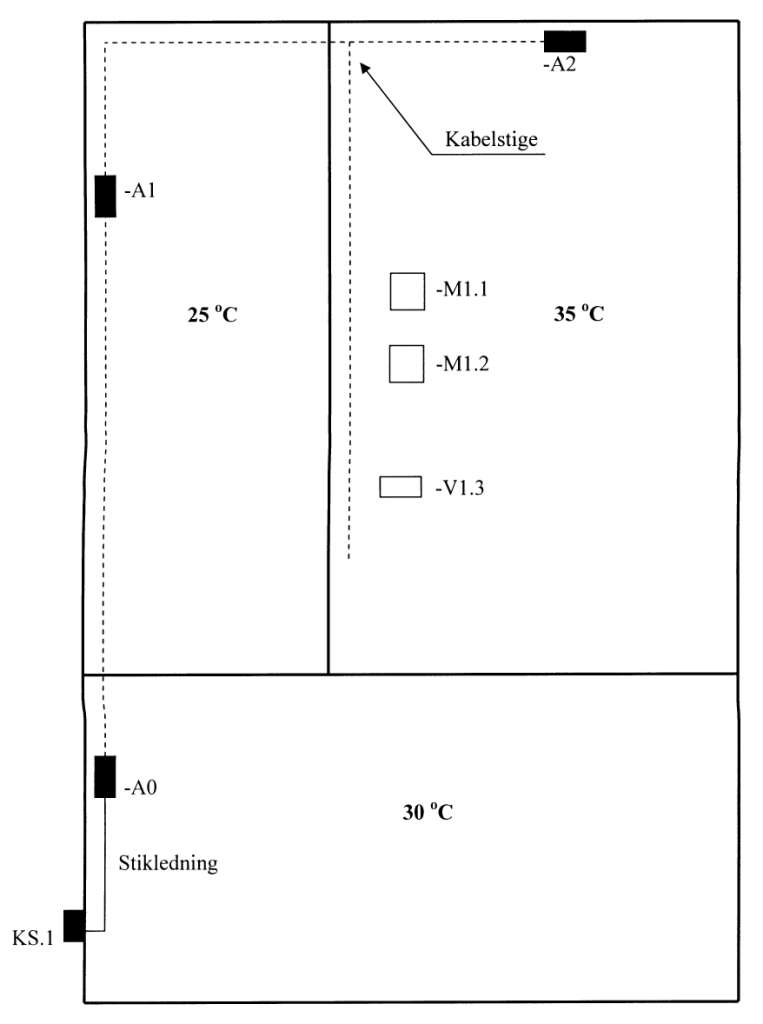 -A2
Kabelstige
-A1
-M1.1
25 °C
35 °C
-M1.2
-V1.3
-A0
30 °C
Stikledning
KS.1